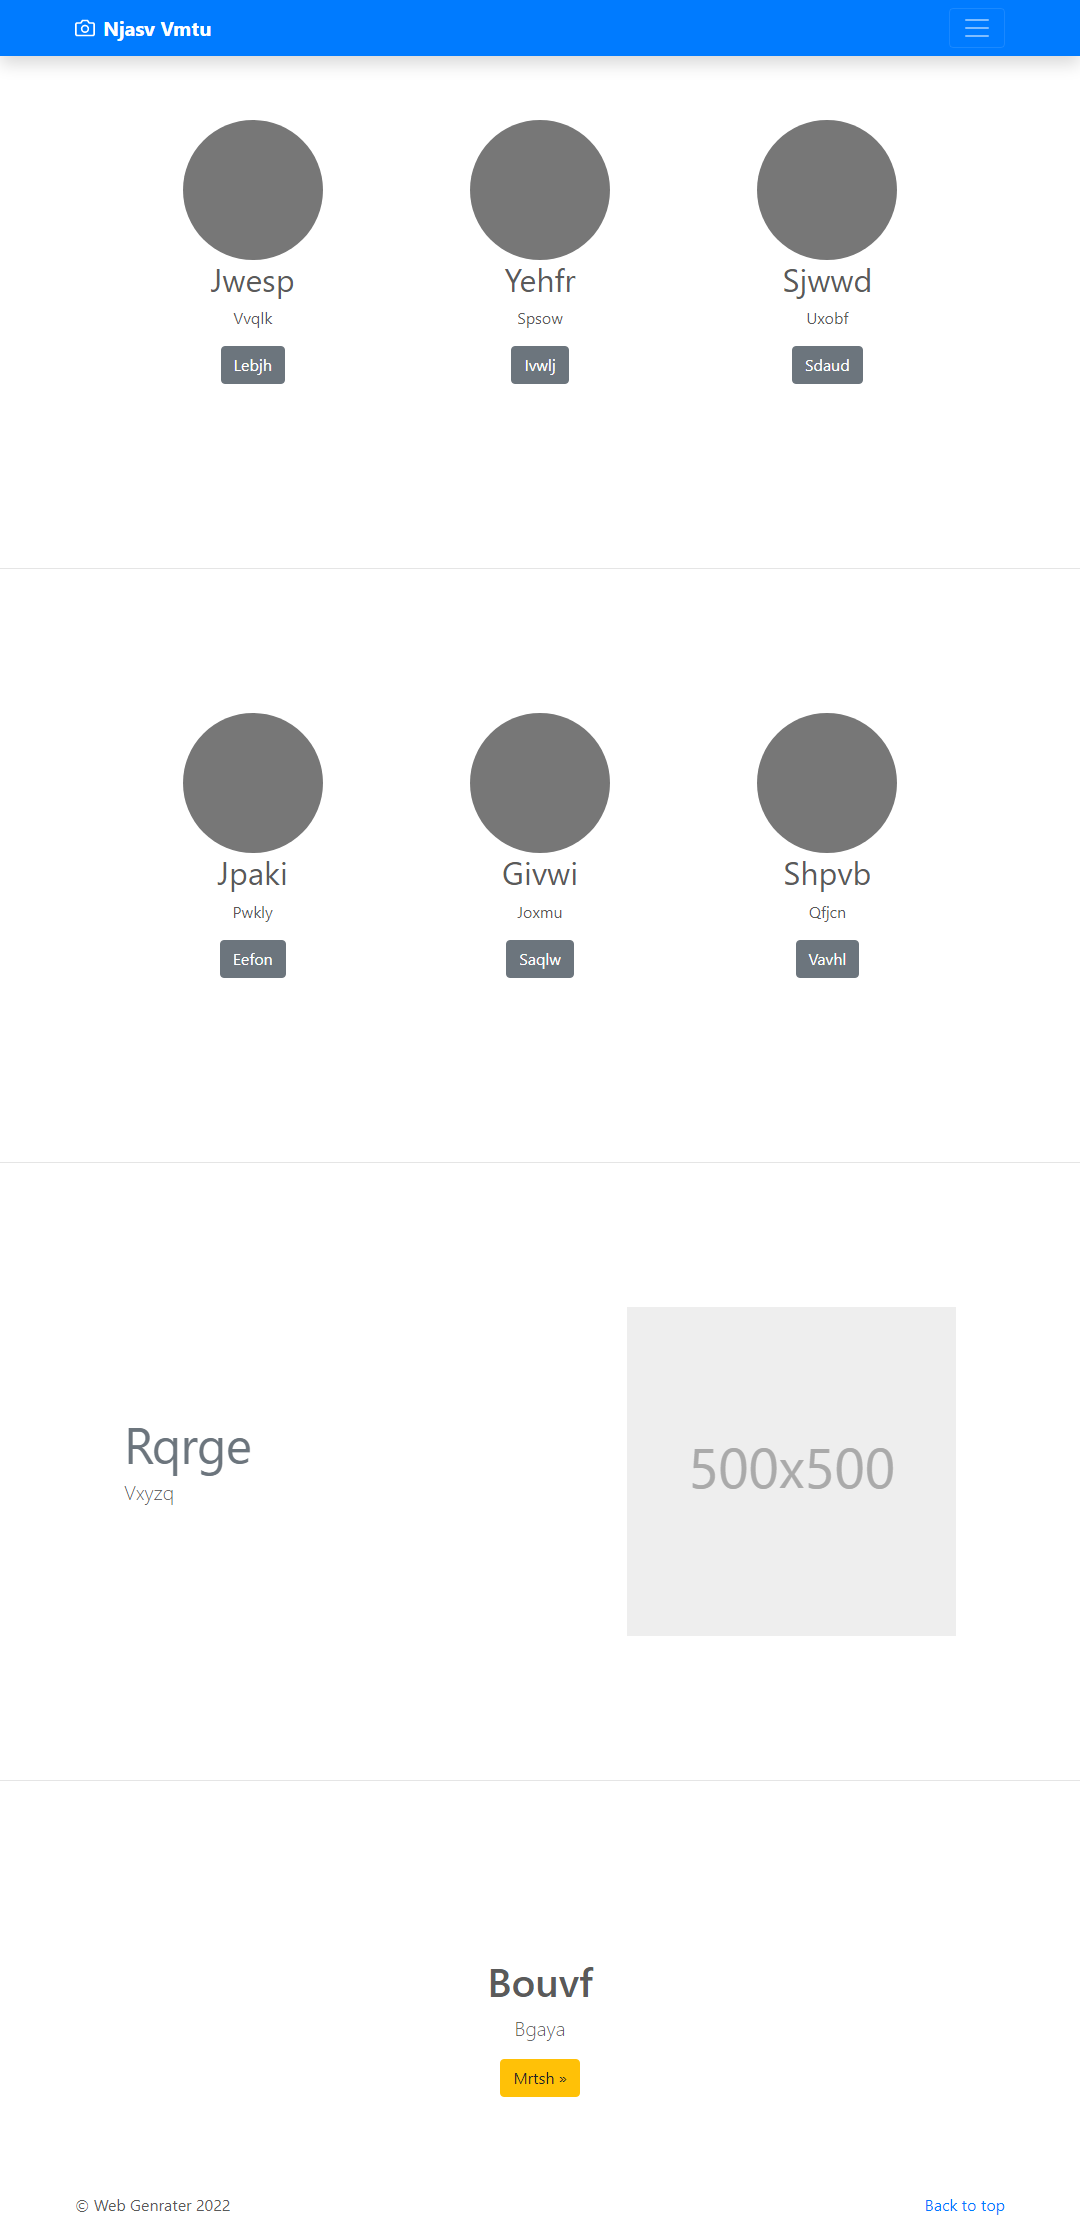 Njasv Vmtu
Jwesp
Vvqlk
Lebjh
Yehfr
Spsow
Ivwlj
Sjwwd
Uxobf
Sdaud
Jpaki
Pwkly
Eefon
Givwi
Joxmu
Saqlw
Shpvb
Qfjcn
Vavhl
Rqrge
Vxyzq
500x500
Bouvf
Bgaya
Mrtsh »
© Web Genrater 2022
Back to top